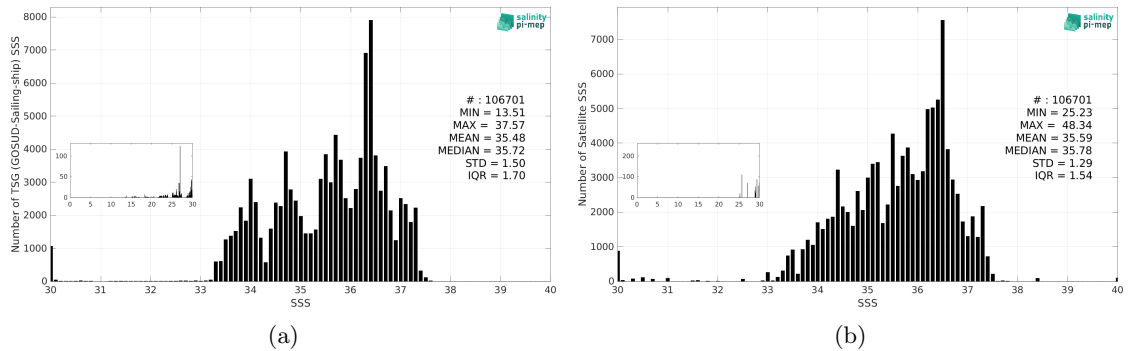 salinity
pi-mep
Number of TSG (GOSUD-Sailing-ship) SSS
8000
7000
6000
5000
4000
3000
2000
1000
0
# : 106701
MIN = 13.51
MAX = 37.57
MEAN = 35.48
MEDIAN = 35.72
STD = 1.50
IQR = 1.70
100
50
0
0 5 10 15 20 25 30
30 31 32 33 34 35 36 37 38 39 40
SSS
(a)
salinity
pi-mep
Number of Satellite SSS
7000
6000
5000
4000
3000
2000
1000
0
# : 106701
MIN = 25.23
MAX = 48.34
MEAN = 35.59
MEDIAN = 35.78
STD = 1.29
IQR = 1.54
200
100
0
0 5 10 15 20 25 30
30 31 32 33 34 35 36 37 38 39 40
SSS
(b)